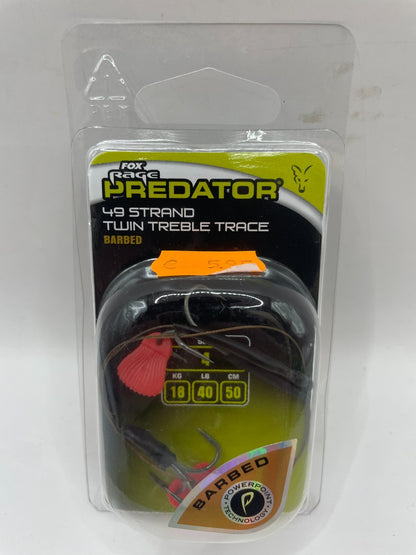 FOX
RAGE
PREDATOR®
49 STRAND
TWIN TREBLE TRACE
BARBED
4
KG LB CM
18 40 50
BARBED
POWERPOINT
TECHNOLOGY
P